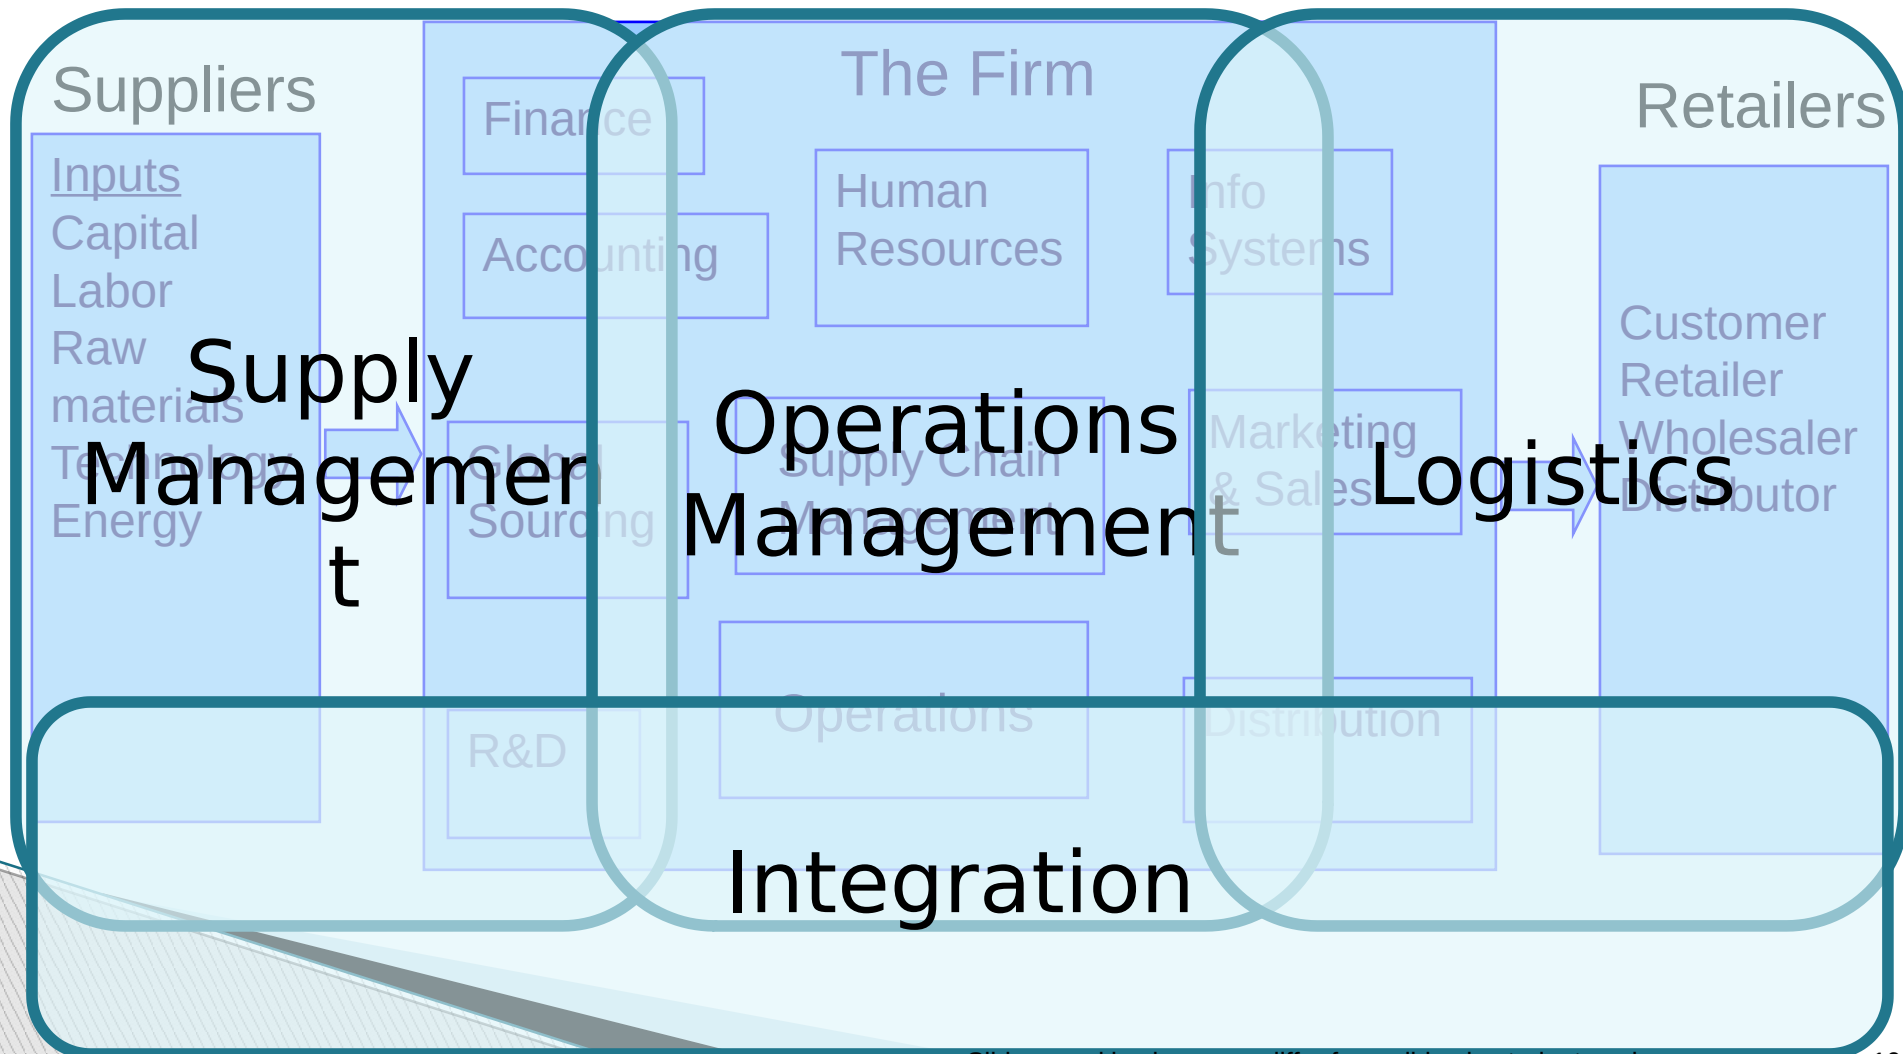 Suppliers
Inputs
Capital
Labor
Raw
materials
Technology
Energy
The Firm
Finance
Accounting
Human
Resources
Info
Systems
Global
Sourcing
Supply Chain
Management
Marketing
& Sales
R&D
Operations
Distribution
Retailers
Customer
Retailer
Wholesaler
Distributor
Supply
Managemen
t
Operations
Management
Logistics
Integration